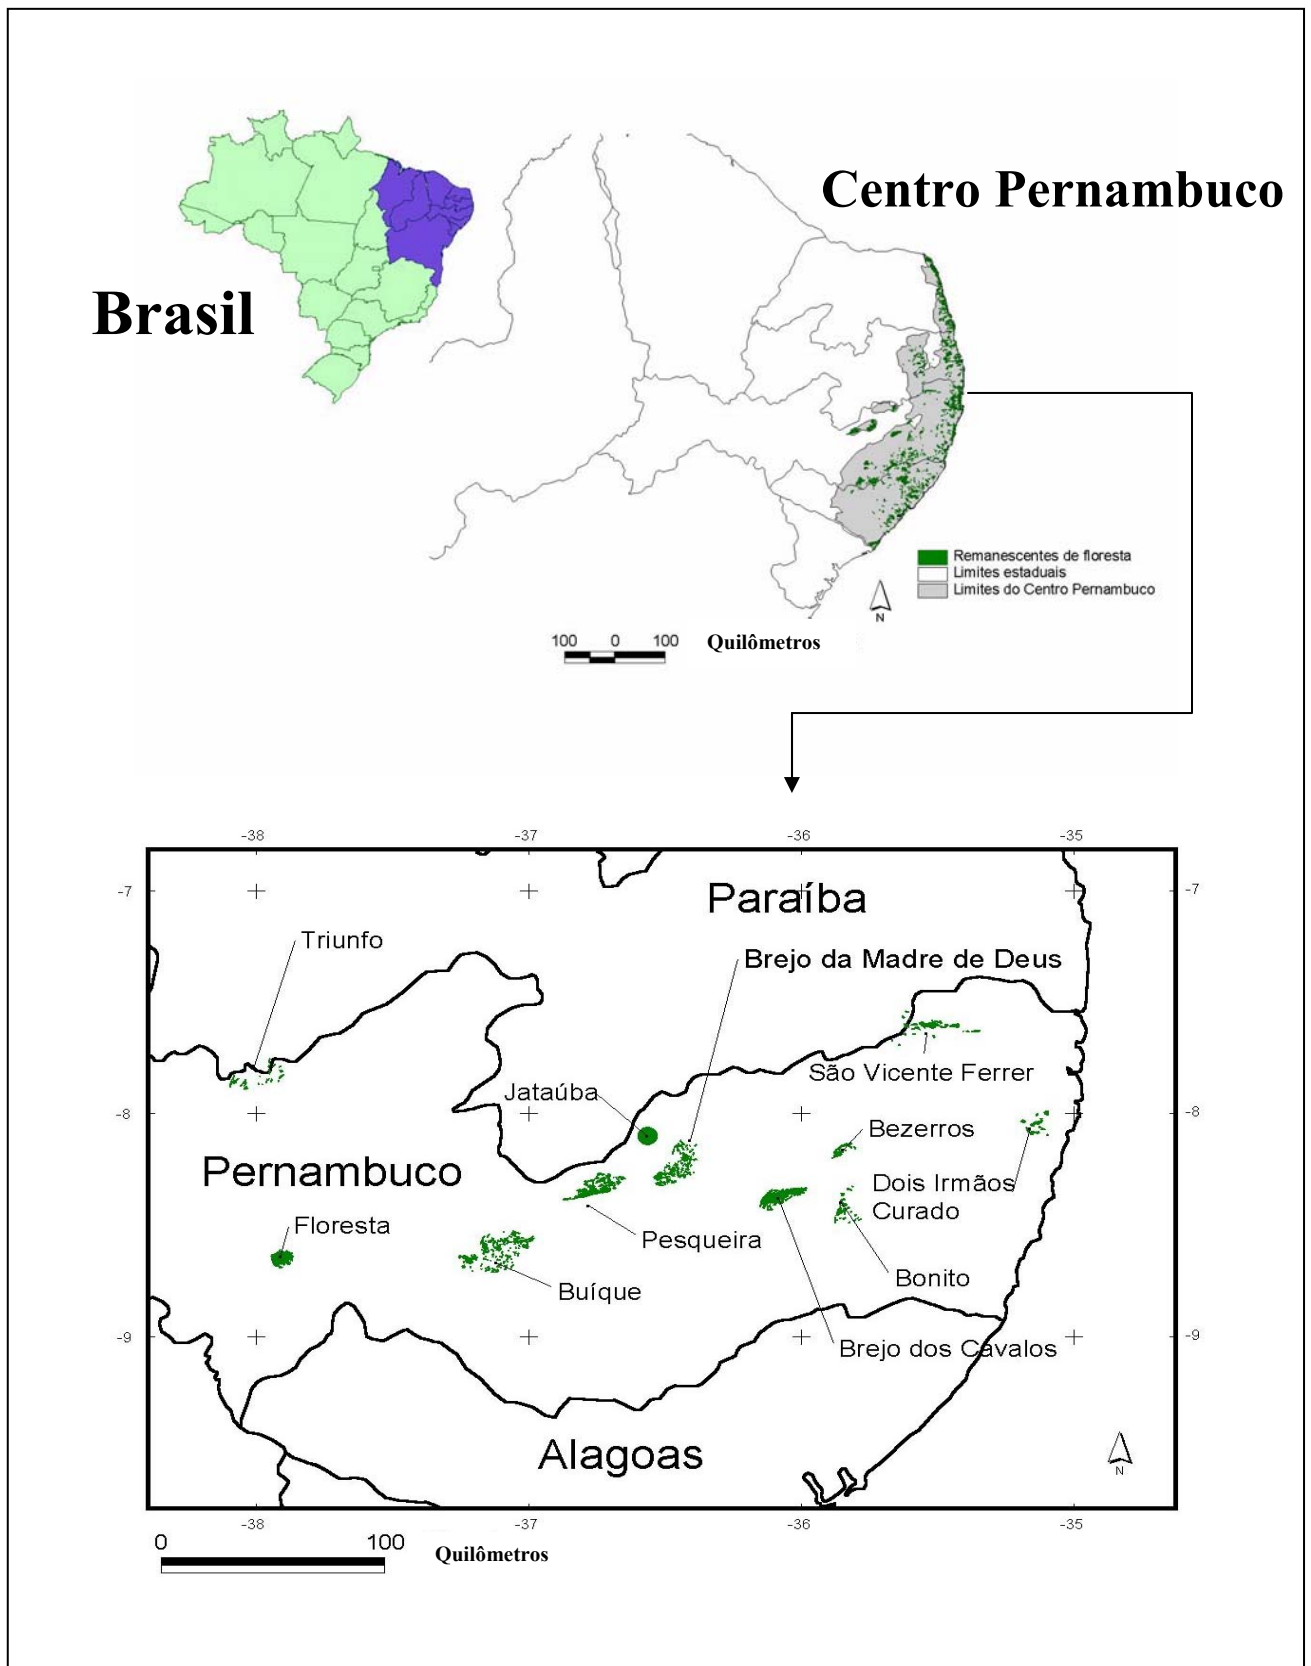 Centro Pernambuco
Brasil
Remanescentes de floresta
Limites estaduais
Limites do Centro Pernambuco
N
100 0 100 Quilômetros
-38 -37 -36 -35
-7 -7
Paraíba
Triunfo
Brejo da Madre de Deus
São Vicente Ferrer
Jataúba
-8 -8
Bezerros
Pernambuco
Dois Irmãos
Curado
Floresta
Pesqueira
Bonito
Buíque
-9 -9
Brejo dos Cavalos
Alagoas
N
-38 -37 -36 -35
0 100 Quilômetros